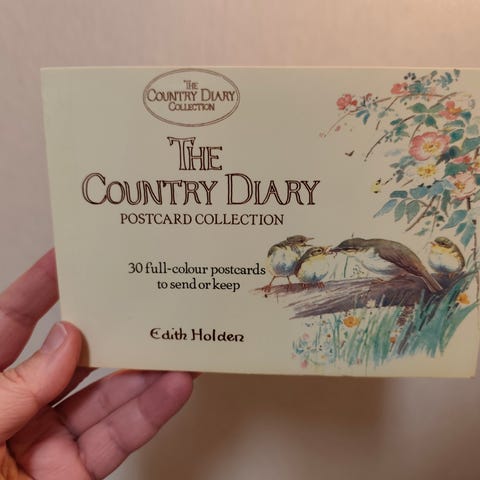 THE
COUNTRY DIARY
COLLECTION
THE
COUNTRY DIARY
POSTCARD COLLECTION
30 full-colour postcards
to send or keep
Edith Holden